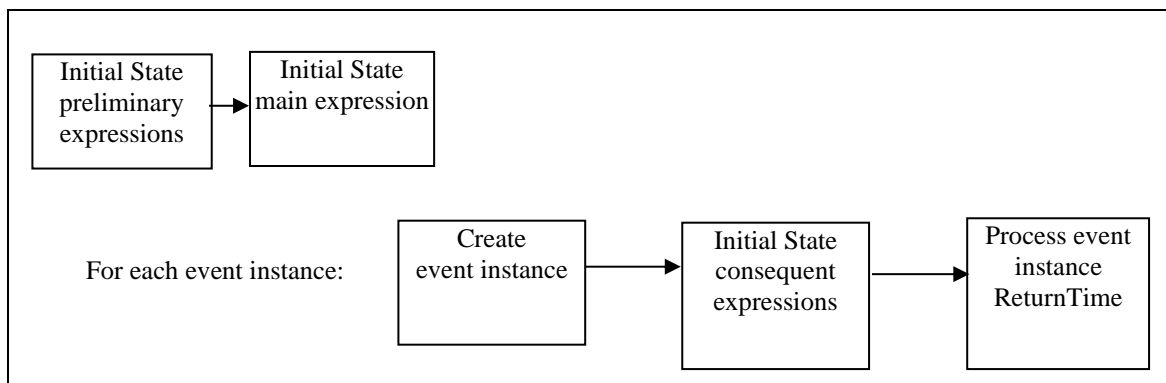 Initial State
preliminary
expressions
Initial State
main expression
For each event instance:
Create
event instance
Initial State
consequent
expressions
Process event
instance
ReturnTime